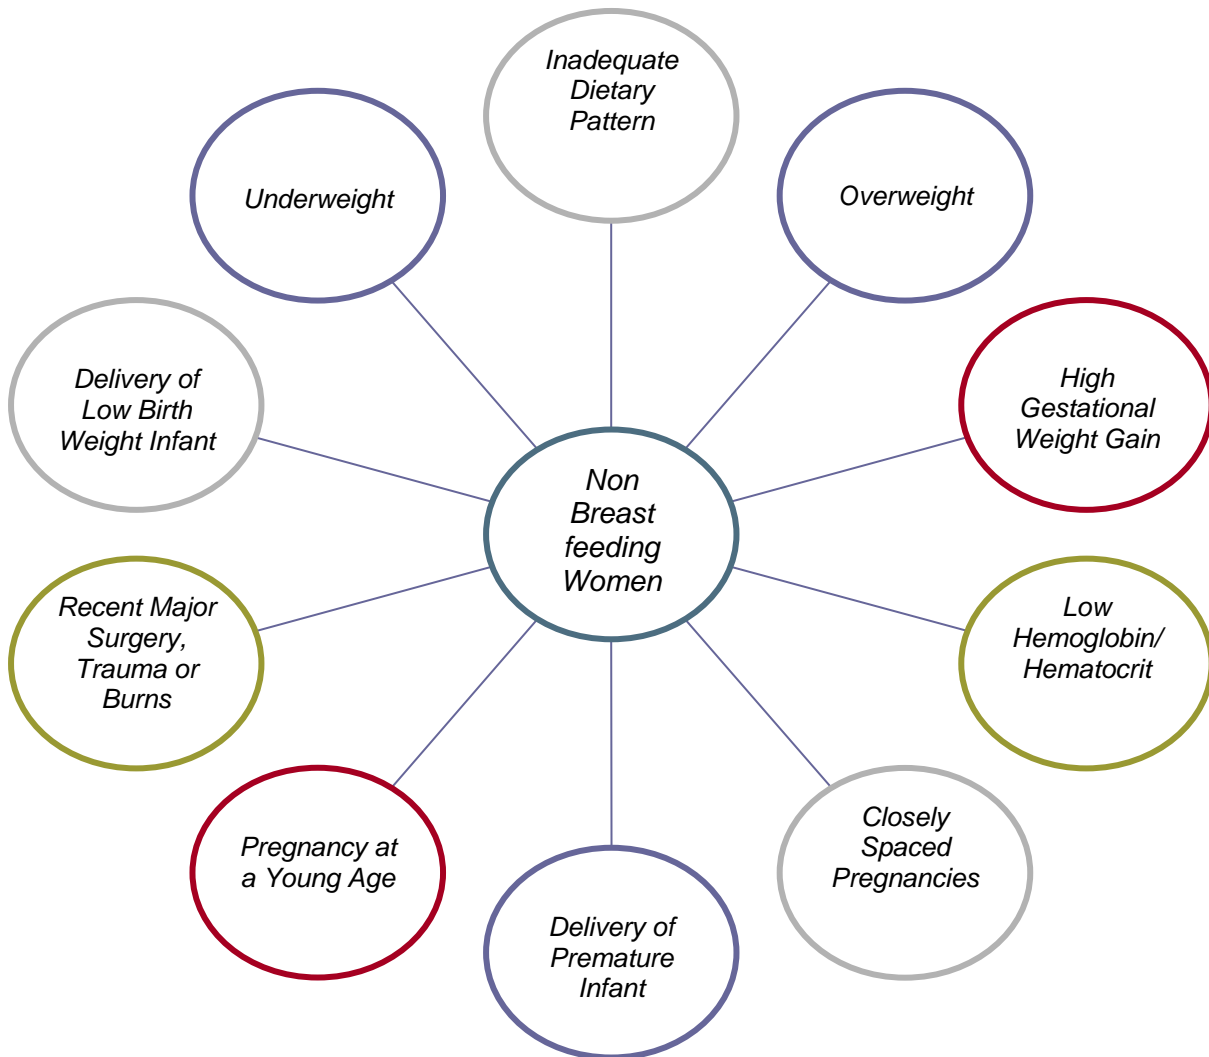 Inadequate
Dietary
Pattern
Underweight
Overweight
Delivery of
Low Birth
Weight Infant
High
Gestational
Weight Gain
Non
Breast
feeding
Women
Recent Major
Surgery,
Trauma or
Burns
Low
Hemoglobin/
Hematocrit
Pregnancy at
a Young Age
Closely
Spaced
Pregnancies
Delivery of
Premature
Infant